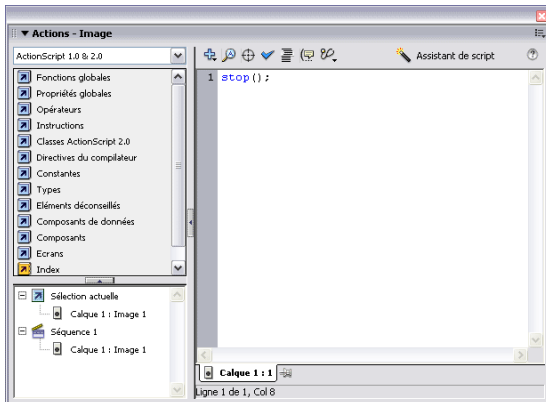 Actions - Image
ActionScript 1.0 & 2.0
Assistant de script
Fonctions globales
Propriétés globales
Opérateurs
Instructions
Classes ActionScript 2.0
Directives du compilateur
Constantes
Types
Eléments déconseillés
Composants de données
Composants
Ecrans
Index
1 stop();
Sélection actuelle
Calque 1 : Image 1
Séquence 1
Calque 1 : Image 1
Calque 1 : 1
Ligne 1 de 1, Col 8